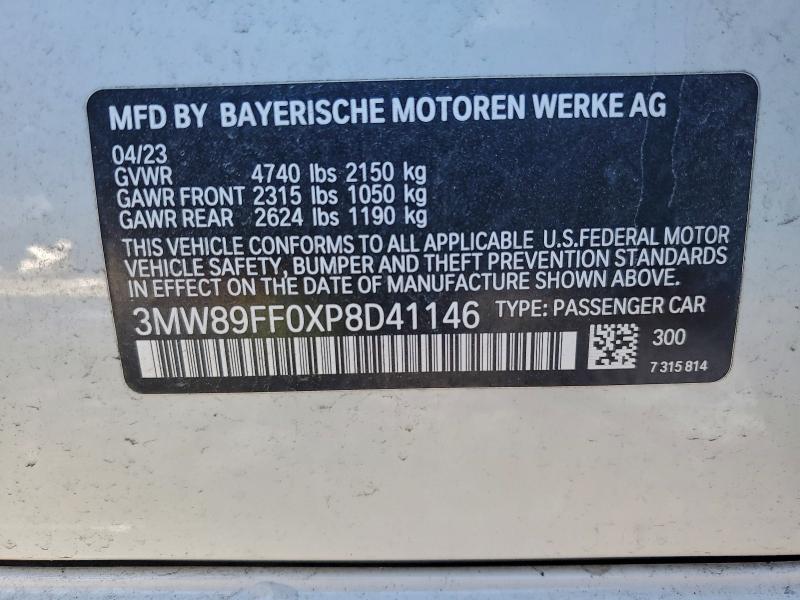 MFD BY BAYERISCHE MOTOREN WERKE AG
04/23
GVWR 4740 lbs 2150 kg
GAWR FRONT 2315 lbs 1050 kg
GAWR REAR 2624 lbs 1190 kg
THIS VEHICLE CONFORMS TO ALL APPLICABLE U.S.FEDERAL MOTOR
VEHICLE SAFETY, BUMPER AND THEFT PREVENTION STANDARDS
IN EFFECT ON THE DATE OF MANUFACTURE SHOWN ABOVE.
3MW89FF0XP8D41146 TYPE: PASSENGER CAR
300
7 315 814